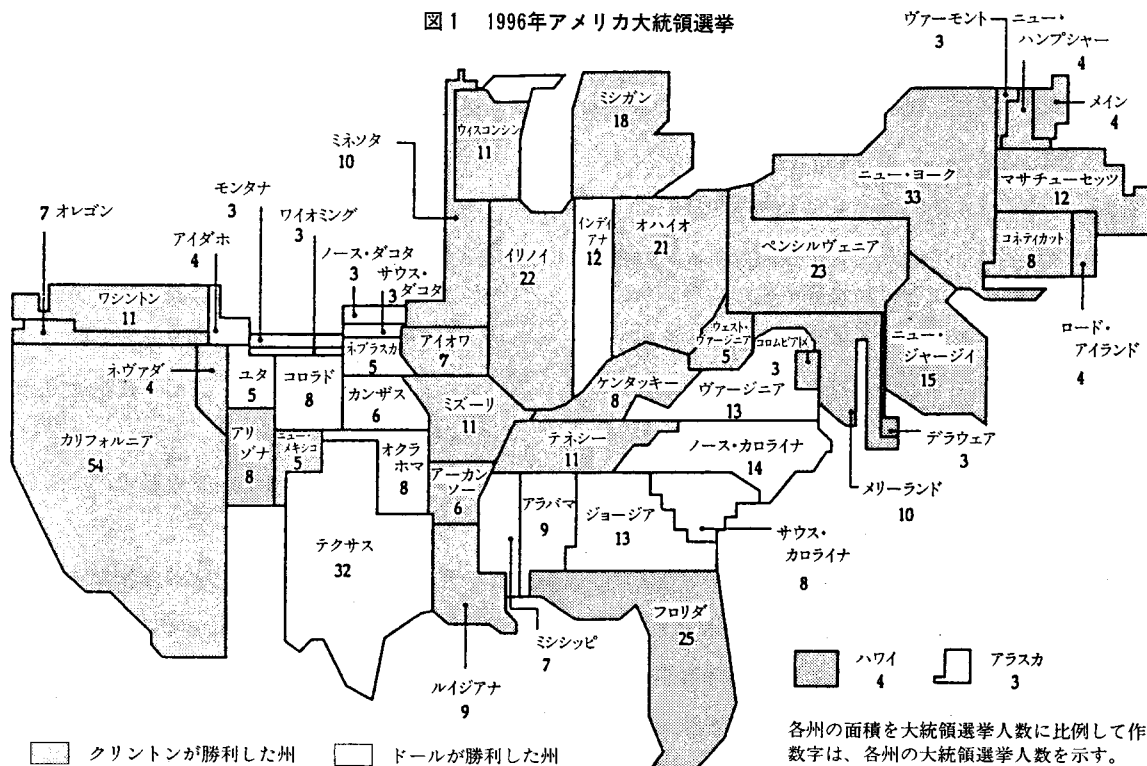 図1 1996年アメリカ大統領選挙
ヴァーモント
3
ニュー・
ハンプシャー
4
メイン
4
ミシガン
18
ウィスコンシン
11
ミネソタ
10
モンタナ
3
ワイオミング
3
7 オレゴン
アイダホ
4
ノース・ダコタ
3
サウス・
ダコタ
3
ワシントン
11
ニュー・ヨーク
33
マサチューセッツ
12
コネティカット
8
ロード・
アイランド
4
イリノイ
22
インディ
アナ
12
オハイオ
21
ペンシルヴェニア
23
ニュー・
ジャージイ
15
ネヴァダ
4
ユタ
5
コロラド
8
ネブラスカ
5
アイオワ
7
カンザス
6
ミズーリ
11
ケンタッキー
8
ウェスト・
ヴァージニア
5
コロムビア区
3
ヴァージニア
13
デラウェア
3
メリーランド
10
カリフォルニア
54
アリ
ゾナ
8
ニュー・
メキシコ
5
オクラ
ホマ
8
アーカン
ソー
6
テネシー
11
ノース・カロライナ
14
テクサス
32
アラバマ
9
ジョージア
13
サウス・
カロライナ
8
ミシシッピ
7
ルイジアナ
9
フロリダ
25
ハワイ
4
アラスカ
3
クリントンが勝利した州
ドールが勝利した州
各州の面積を大統領選挙人数に比例して作
数字は、各州の大統領選挙人数を示す。